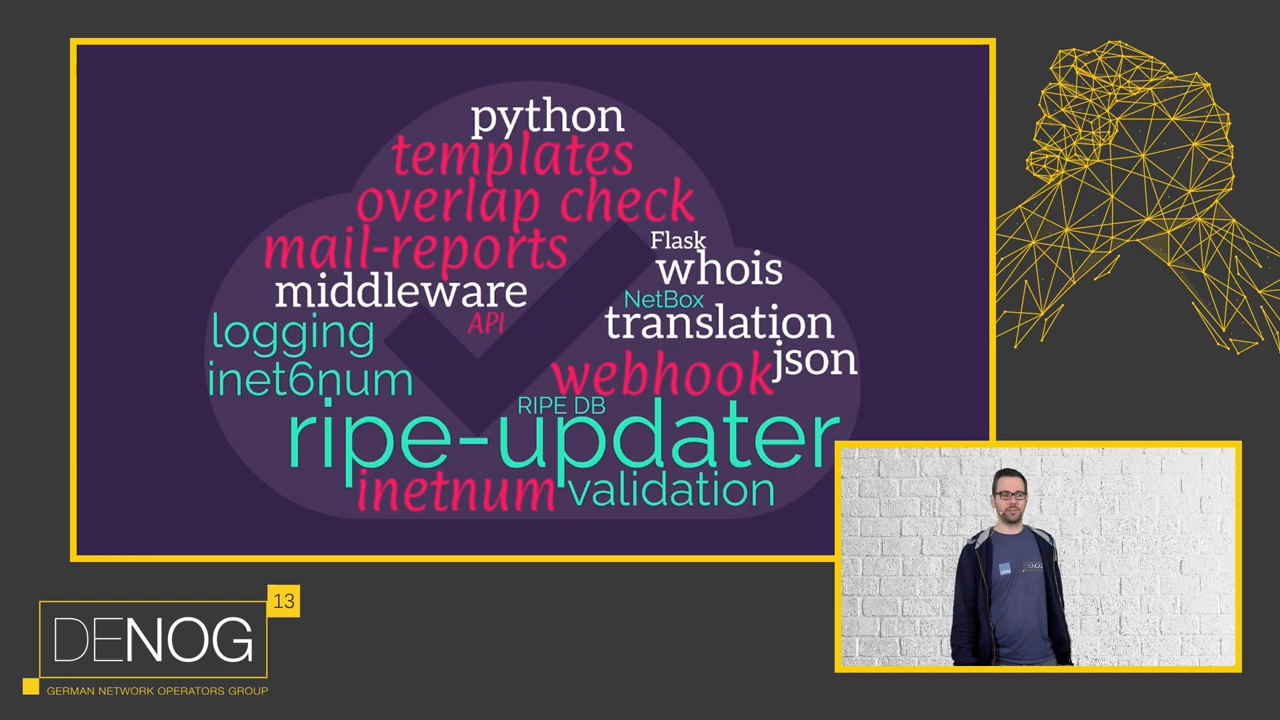 python
templates
overlap check
mail-reports
Flask
whois
middleware
NetBox
API
translation
logging
json
inet6num
webhook
RIPE DB
ripe-updater
inetnum
validation
13
DENOG
GERMAN NETWORK OPERATORS GROUP
DENOG